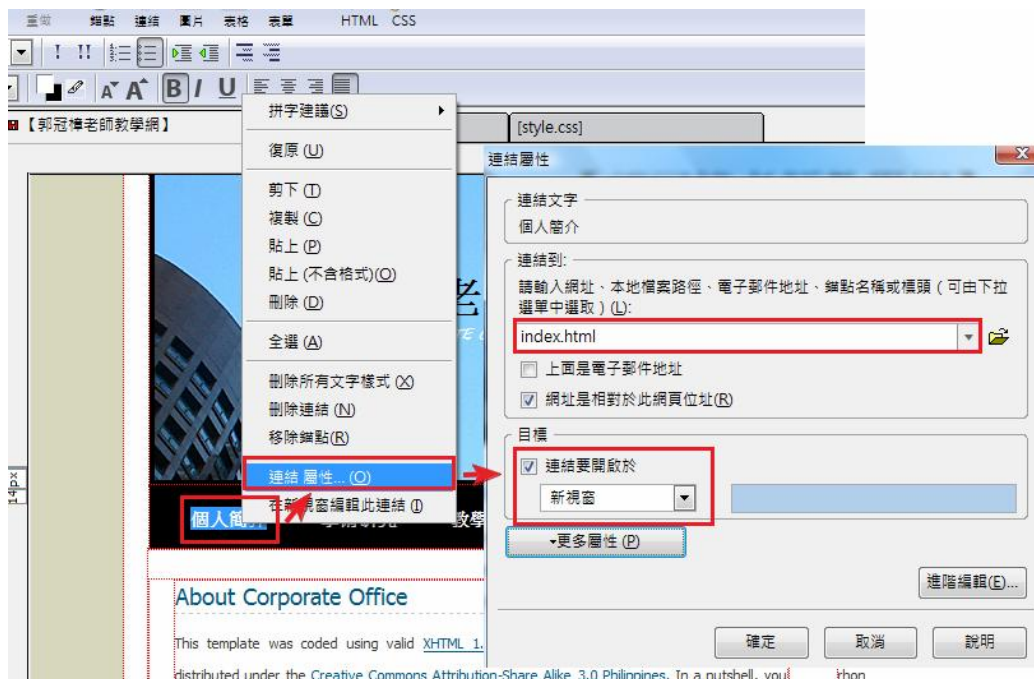 重做 錨點 連結 圖片 表格 表單 HTML CSS
! !!
A A B I U
【郭冠樟老師教學網】
[style.css]
拼字建議(S)
復原 (U)
剪下 (T)
複製 (C)
貼上 (P)
貼上 (不含格式)(O)
刪除 (D)
全選 (A)
刪除所有文字樣式 (X)
刪除連結 (N)
移除錨點(R)
連結 屬性... (O)
在新視窗編輯此連結 (I)
老
個人簡
教學
14px
About Corporate Office
This template was coded using valid XHTML 1.
distributed under the Creative Commons Attribution-Share Alike 3.0 Philippines. In a nutshell, you
連結屬性
連結文字
個人簡介
連結到:
請輸入網址、本地檔案路徑、電子郵件地址、錨點名稱或標頭 ( 可由下拉
選單中選取 ) (L):
index.html
上面是電子郵件地址
網址是相對於此網頁位址(R)
目標
連結要開啟於
新視窗
更多屬性 (P)
進階編輯(E)...
確定 取消 說明